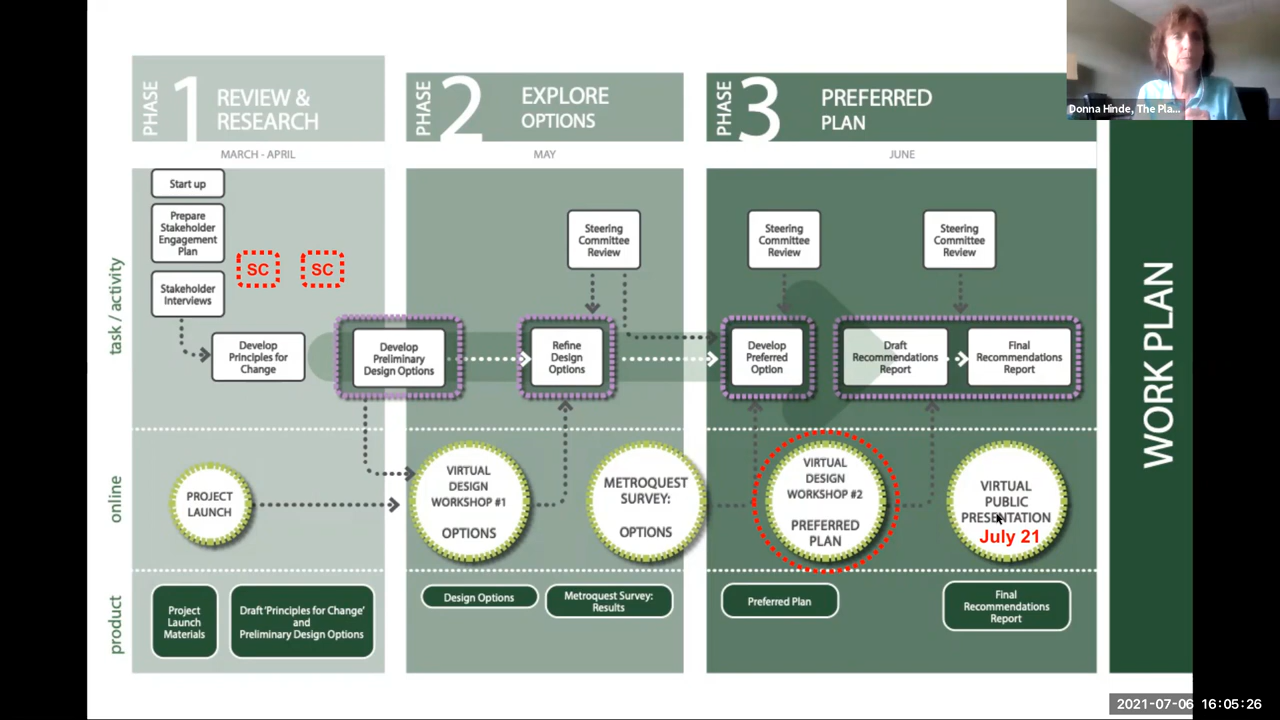 PHASE
1
REVIEW &
RESEARCH
MARCH - APRIL
PHASE
2
EXPLORE
OPTIONS
MAY
PHASE
3
PREFERRED
PLAN
JUNE
Donna Hinde, The Pla...
WORK PLAN
task / activity
Start up
Prepare
Stakeholder
Engagement
Plan
Stakeholder
Interviews
SC
SC
Develop
Principles for
Change
Develop
Preliminary
Design Options
Steering
Committee
Review
Refine
Design
Options
Steering
Committee
Review
Develop
Preferred
Option
Steering
Committee
Review
Draft
Recommendations
Report
Final
Recommendations
Report
online
PROJECT
LAUNCH
VIRTUAL
DESIGN
WORKSHOP #1
OPTIONS
METROQUEST
SURVEY:
OPTIONS
VIRTUAL
DESIGN
WORKSHOP #2
PREFERRED
PLAN
VIRTUAL
PUBLIC
PRESENTATION
July 21
product
Project
Launch
Materials
Draft 'Principles for Change'
and
Preliminary Design Options
Design Options
Metroquest Survey:
Results
Preferred Plan
Final
Recommendations
Report
2021-07-06 16:05:26